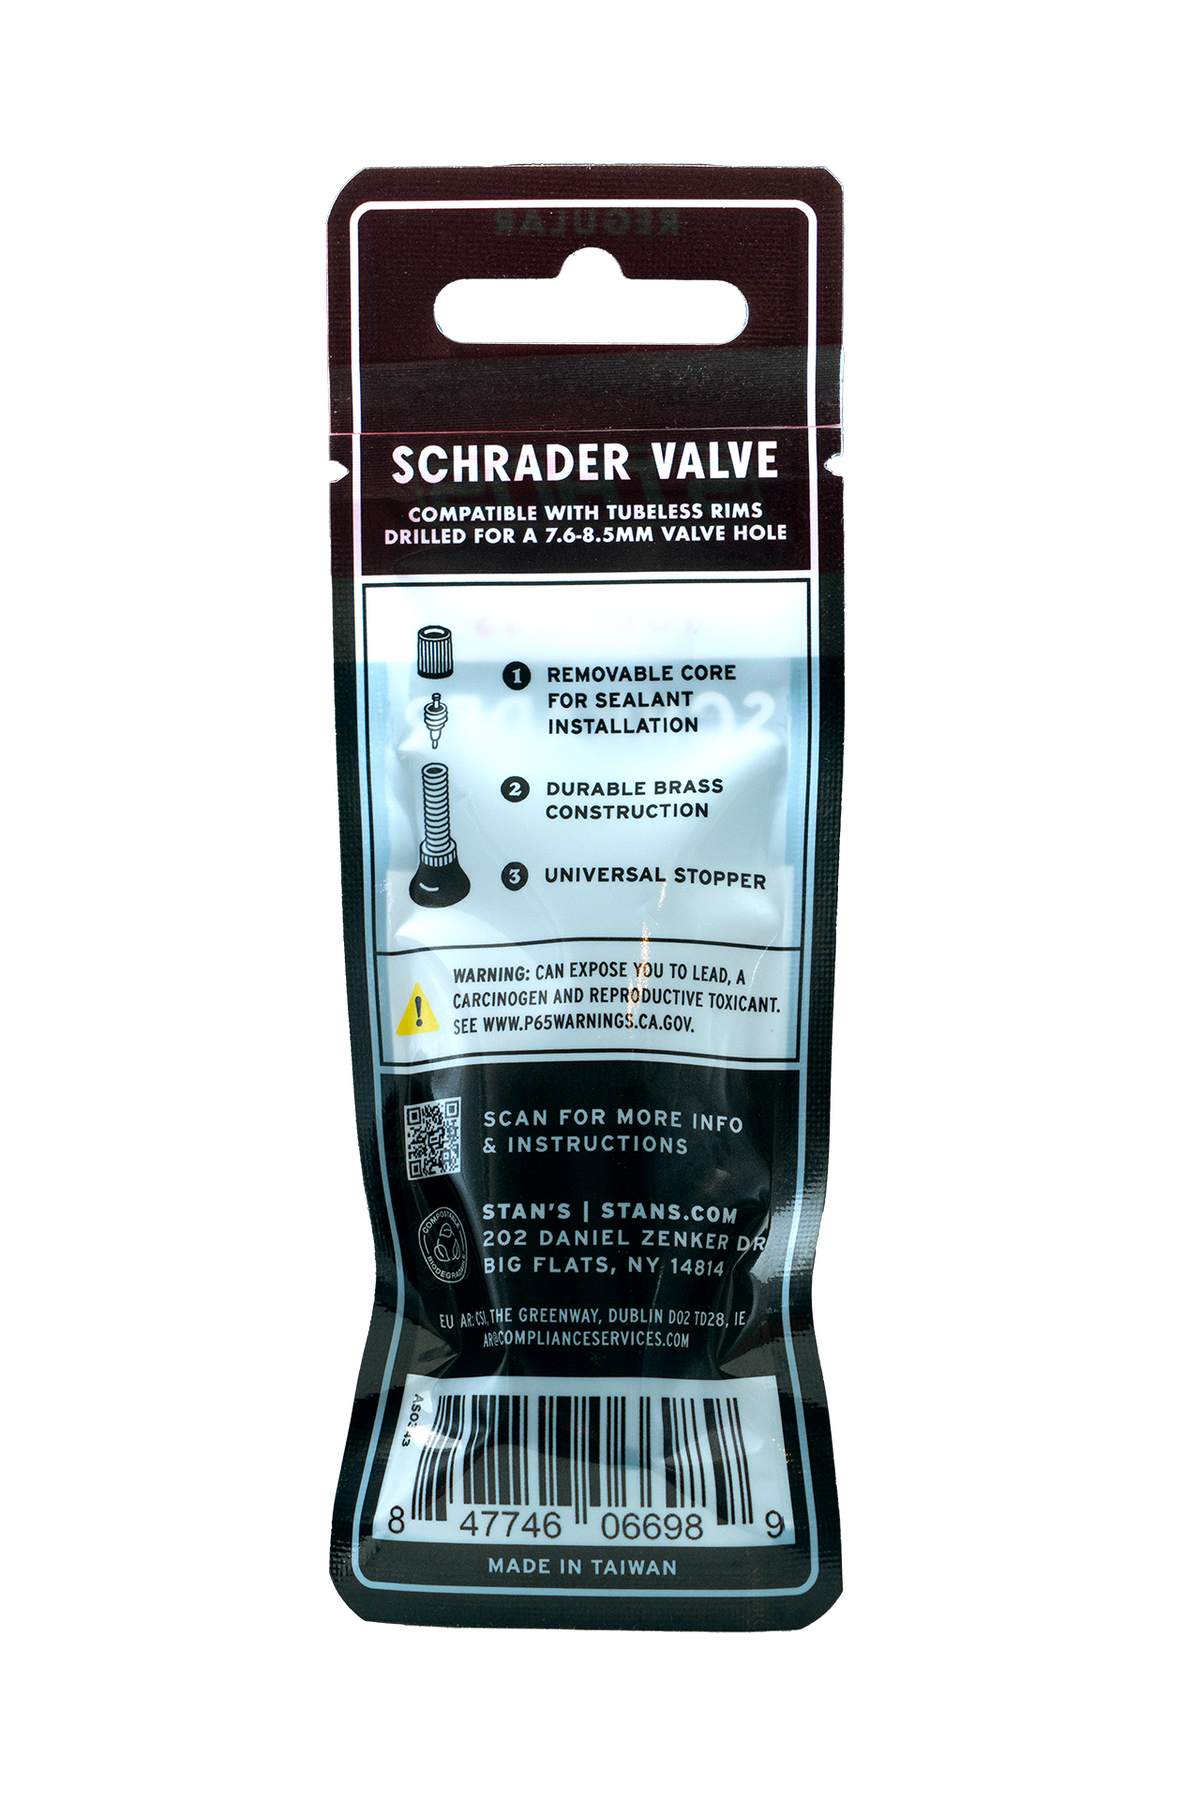 REGULAR
SCHRADER VALVE
COMPATIBLE WITH TUBELESS RIMS
DRILLED FOR A 7.6-8.5MM VALVE HOLE
1 REMOVABLE CORE
FOR SEALANT
INSTALLATION
2 DURABLE BRASS
CONSTRUCTION
3 UNIVERSAL STOPPER
WARNING: CAN EXPOSE YOU TO LEAD, A
CARCINOGEN AND REPRODUCTIVE TOXICANT.
SEE WWW.P65WARNINGS.CA.GOV.
SCAN FOR MORE INFO
& INSTRUCTIONS
STAN'S | STANS.COM
202 DANIEL ZENKER DR
BIG FLATS, NY 14814
COMPOSTABLE
BIODEGRADABLE
EU AR: CSI, THE GREENWAY, DUBLIN D02 TD28, IE
AR@COMPLIANCESERVICES.COM
8 47746 06698 9
MADE IN TAIWAN